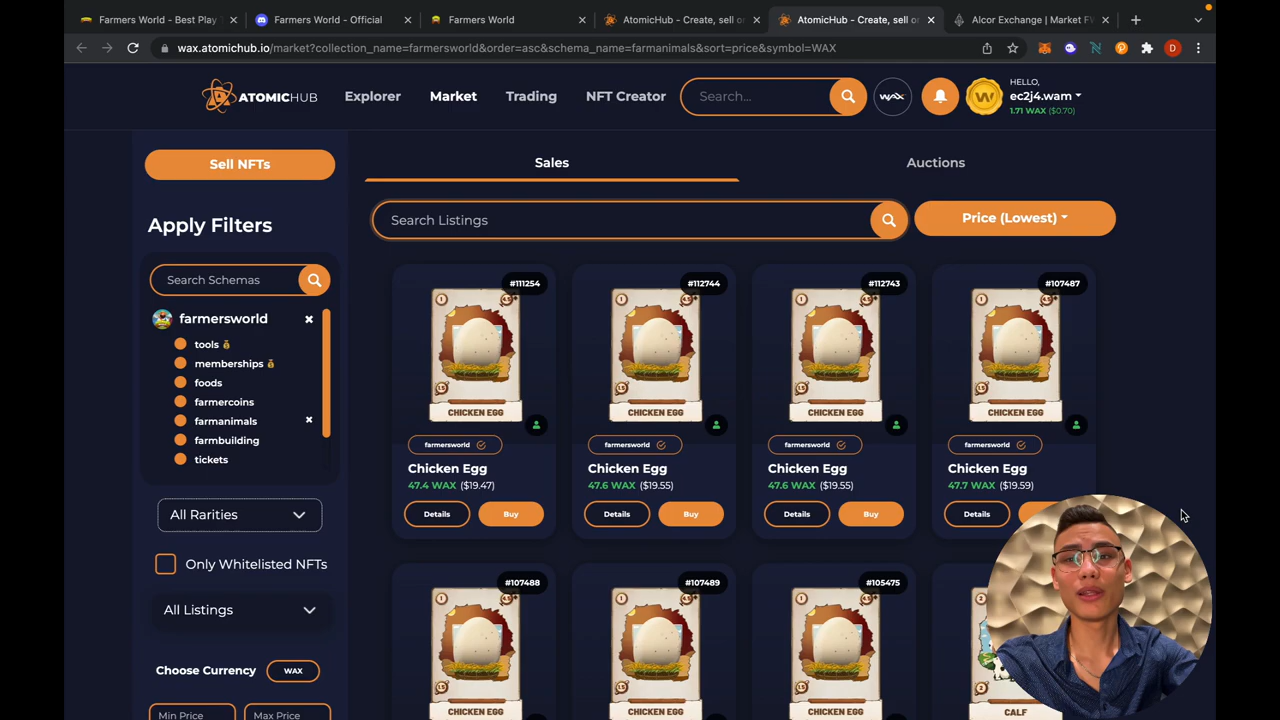 Farmers World - Best Play T
Farmers World - Official
Farmers World
AtomicHub - Create, sell or
AtomicHub - Create, sell or
Alcor Exchange | Market FW
wax.atomichub.io/market?collection_name=farmersworld&order=asc&schema_name=farmanimals&sort=price&symbol=WAX
D
ATOMICHUB
Explorer
Market
Trading
NFT Creator
Search...
WAX
W
HELLO,
ec2j4.wam
1.71 WAX ($0.70)
Sell NFTs
Sales
Auctions
Apply Filters
Search Listings
Price (Lowest)
Search Schemas
farmersworld
tools
memberships
foods
farmercoins
farmanimals
farmbuilding
tickets
All Rarities
Only Whitelisted NFTs
All Listings
Choose Currency
WAX
Min Price
Max Price
#111254
#112744
#112743
#107487
CHICKEN EGG
CHICKEN EGG
CHICKEN EGG
CHICKEN EGG
farmersworld
farmersworld
farmersworld
farmersworld
Chicken Egg
Chicken Egg
Chicken Egg
Chicken Egg
47.4 WAX ($19.47)
47.6 WAX ($19.55)
47.6 WAX ($19.55)
47.7 WAX ($19.59)
Details
Buy
Details
Buy
Details
Buy
Details
#107488
#107489
#105475
CHICKEN EGG
CHICKEN EGG
CHICKEN EGG
CALF